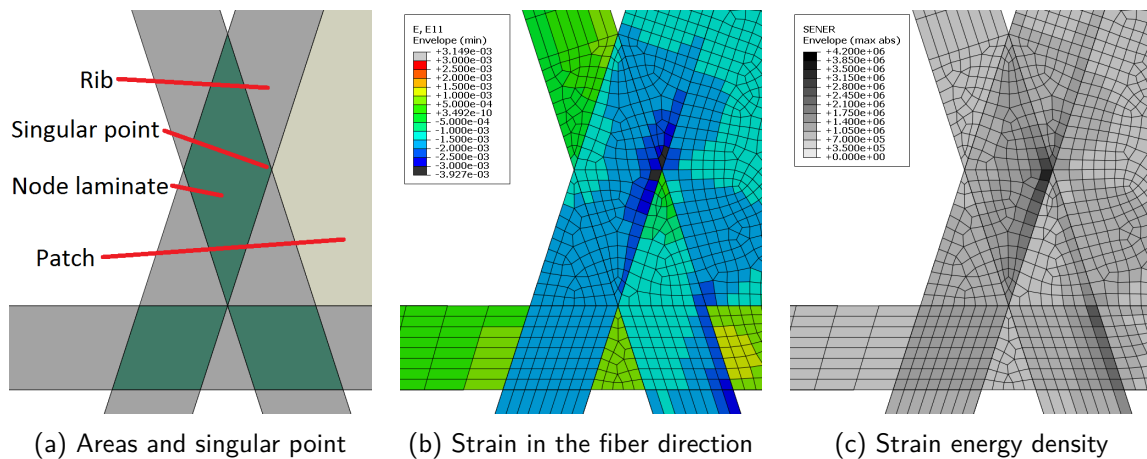 Rib
Singular point
Node laminate
Patch
E, E11
Envelope (min)
+3.149e-03
+3.000e-03
+2.500e-03
+2.000e-03
+1.500e-03
+1.000e-03
+5.000e-04
+3.492e-10
-5.000e-04
-1.000e-03
-1.500e-03
-2.000e-03
-2.500e-03
-3.000e-03
-3.927e-03
SENER
Envelope (max abs)
+4.200e+06
+3.850e+06
+3.500e+06
+3.150e+06
+2.800e+06
+2.450e+06
+2.100e+06
+1.750e+06
+1.400e+06
+1.050e+06
+7.000e+05
+3.500e+05
+0.000e+00
(a) Areas and singular point
(b) Strain in the fiber direction
(c) Strain energy density